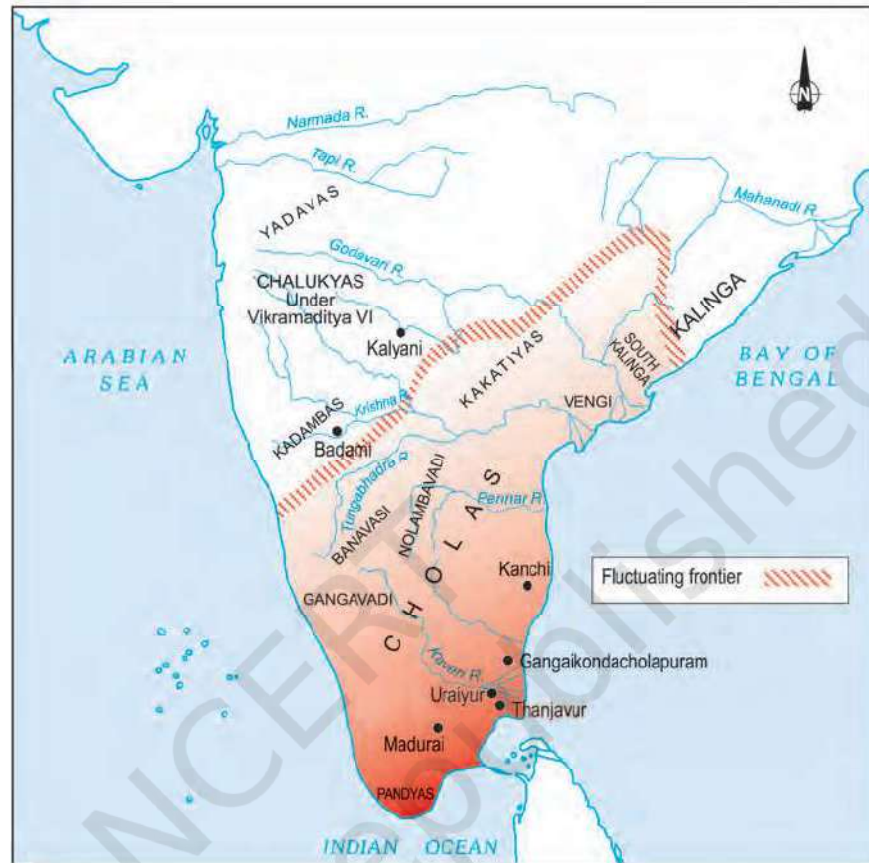 N
Narmada R.
Tapi R.
Mahanadi R.
YADAVAS
Godavari R.
CHALUKYAS
Under
Vikramaditya VI
KALINGA
Kalyani
ARABIAN
SEA
BAY OF
BENGAL
KAKATIYAS
SOUTH
KALINGA
VENGI
KADAMBAS
Krishna R.
Badami
Tungabhadra R.
NOLAMBAVADI
Pennar R.
BANAVASI
CHOLAS
Kanchi
Fluctuating frontier
GANGAVADI
Gangaikondacholapuram
Kaveri R.
Uraiyur
Thanjavur
Madurai
PANDYAS
INDIAN OCEAN
NCERT
republished